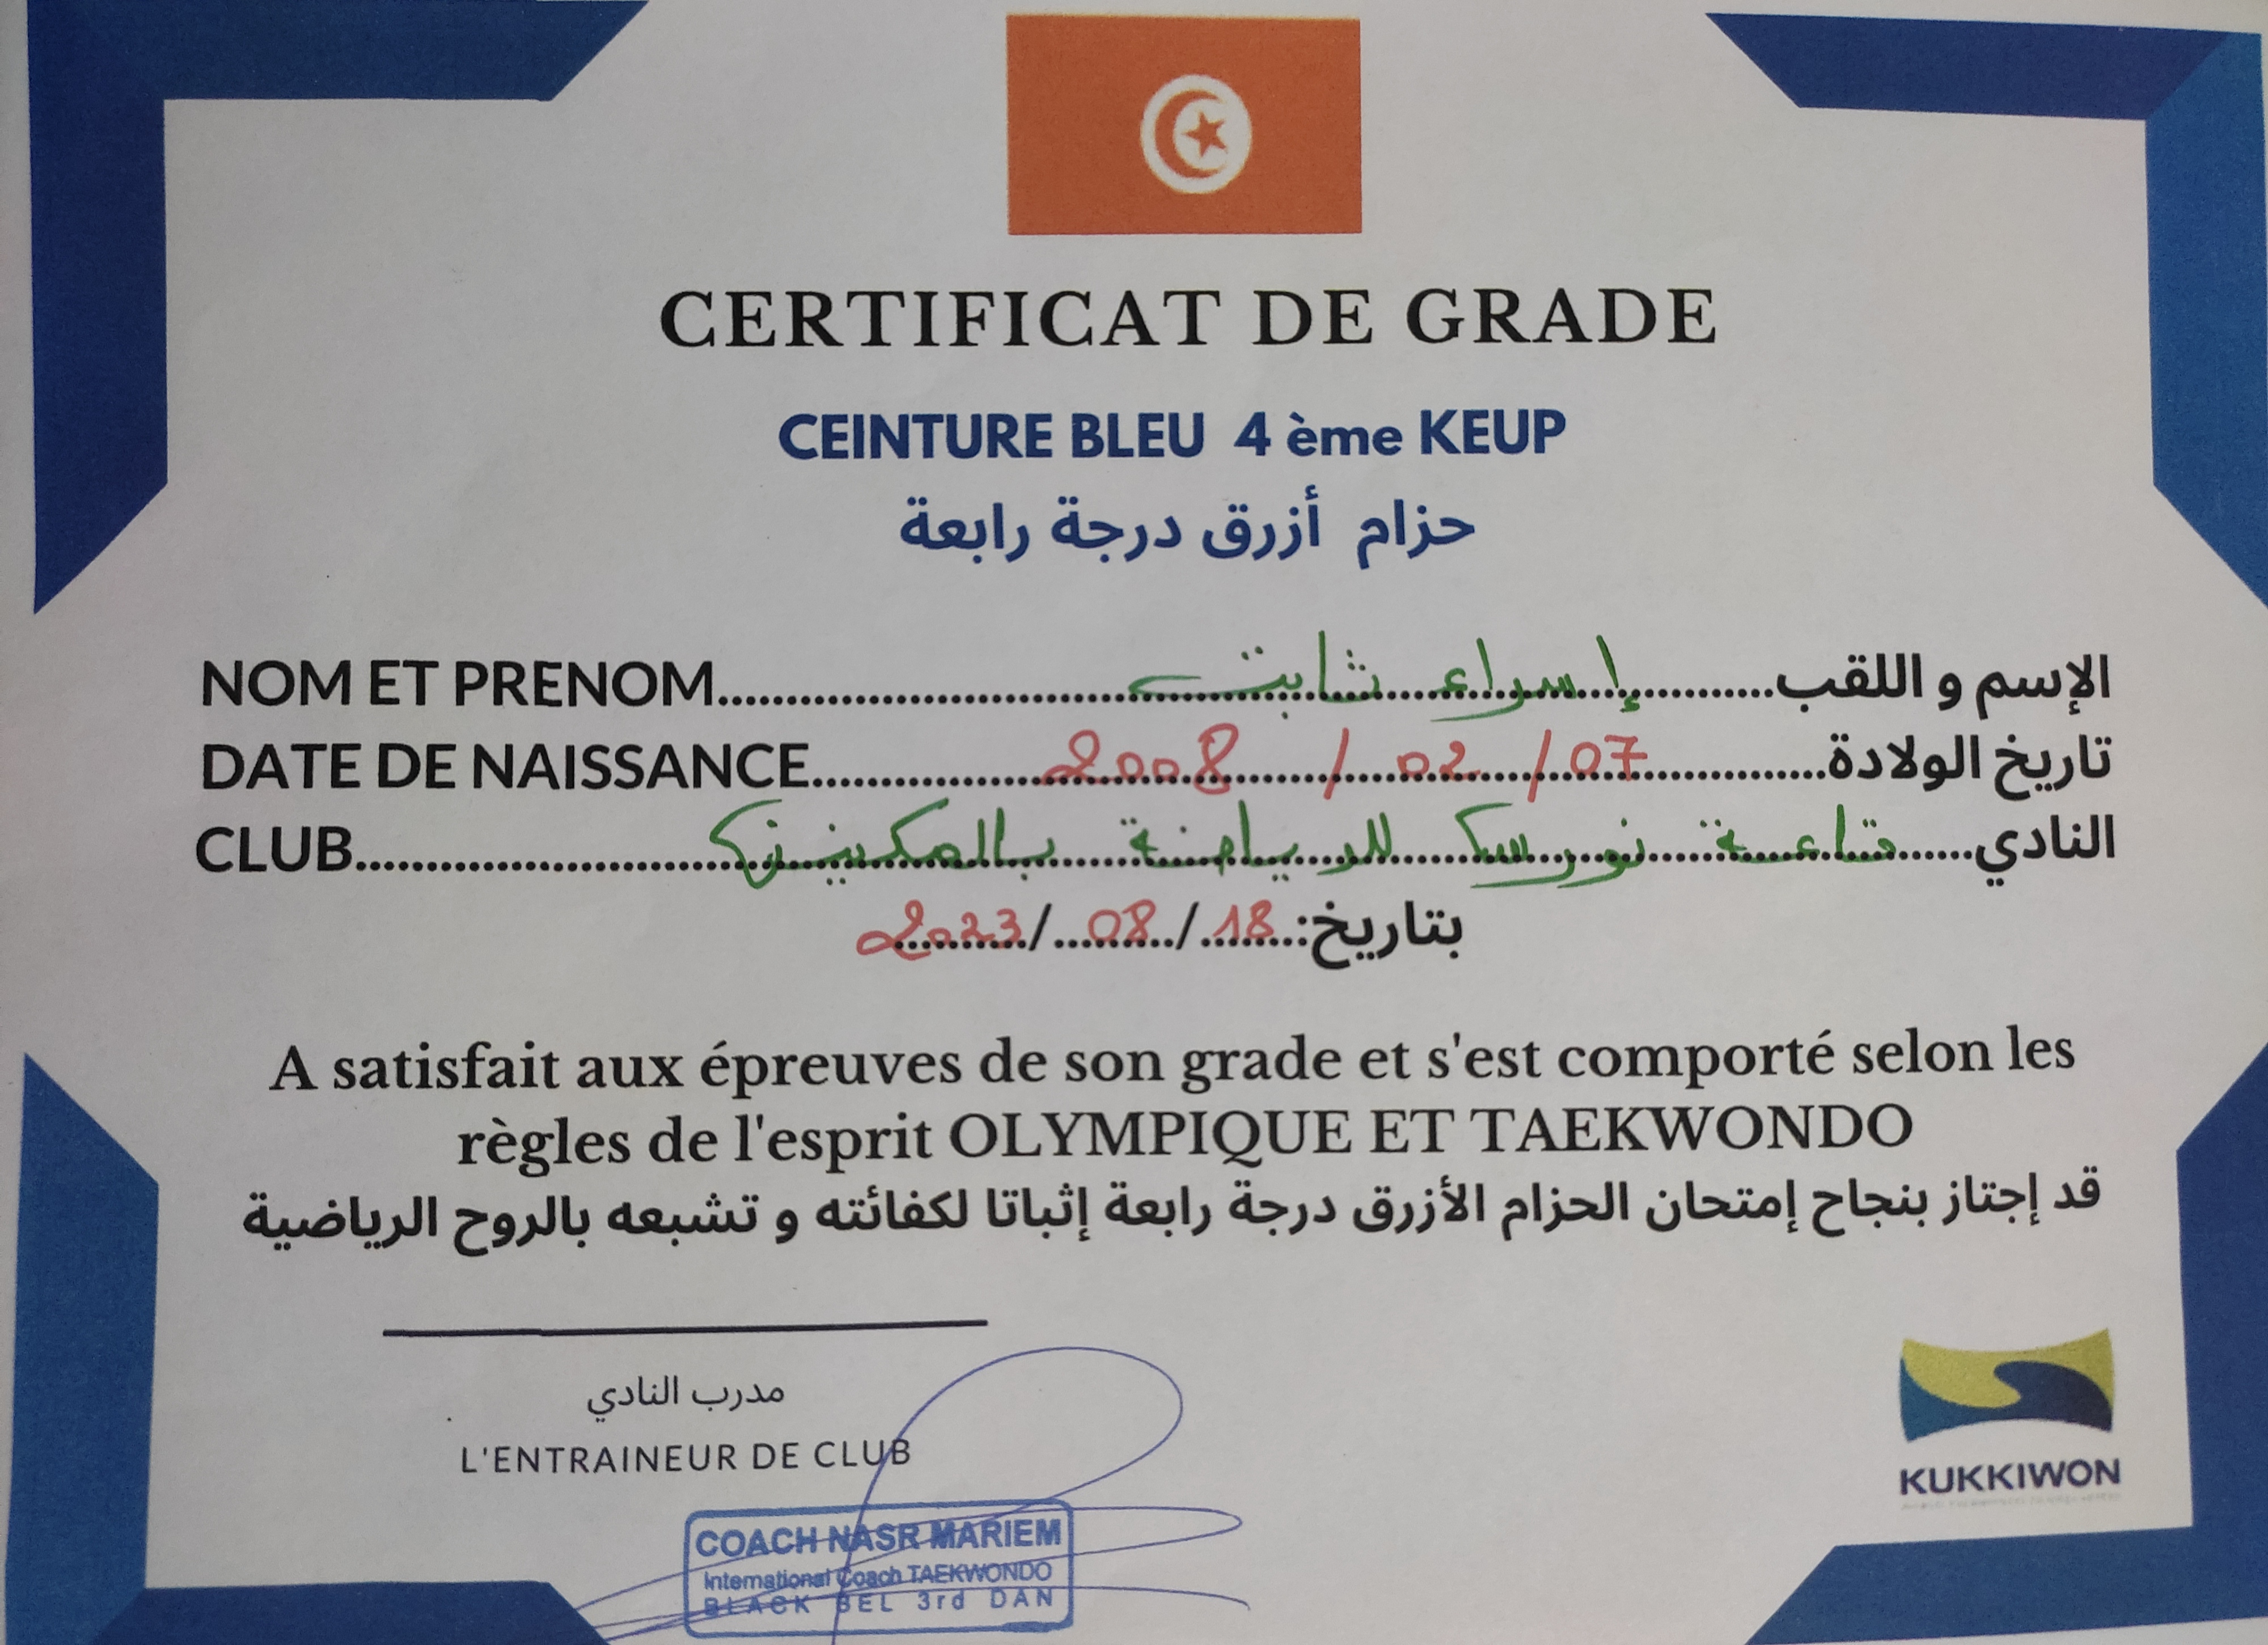 CERTIFICAT DE GRADE
CEINTURE BLEU 4 ème KEUP
حزام أزرق درجة رابعة
NOM ET PRENOM.....إسراء ثابت.....الإسم و اللقب
DATE DE NAISSANCE.....2008 / 02 / 07.....تاريخ الولادة
CLUB.....قاعة نورسك للرياضة بالمكنين.....النادي
بتاريخ: 18 / 08 / 2023
A satisfait aux épreuves de son grade et s'est comporté selon les
règles de l'esprit OLYMPIQUE ET TAEKWONDO
قد إجتاز بنجاح إمتحان الحزام الأزرق درجة رابعة إثباتا لكفائته و تشبعه بالروح الرياضية
مدرب النادي
L'ENTRAINEUR DE CLUB
COACH NASR MARIEM
International Coach TAEKWONDO
BLACK BEL 3rd DAN
KUKKIWON